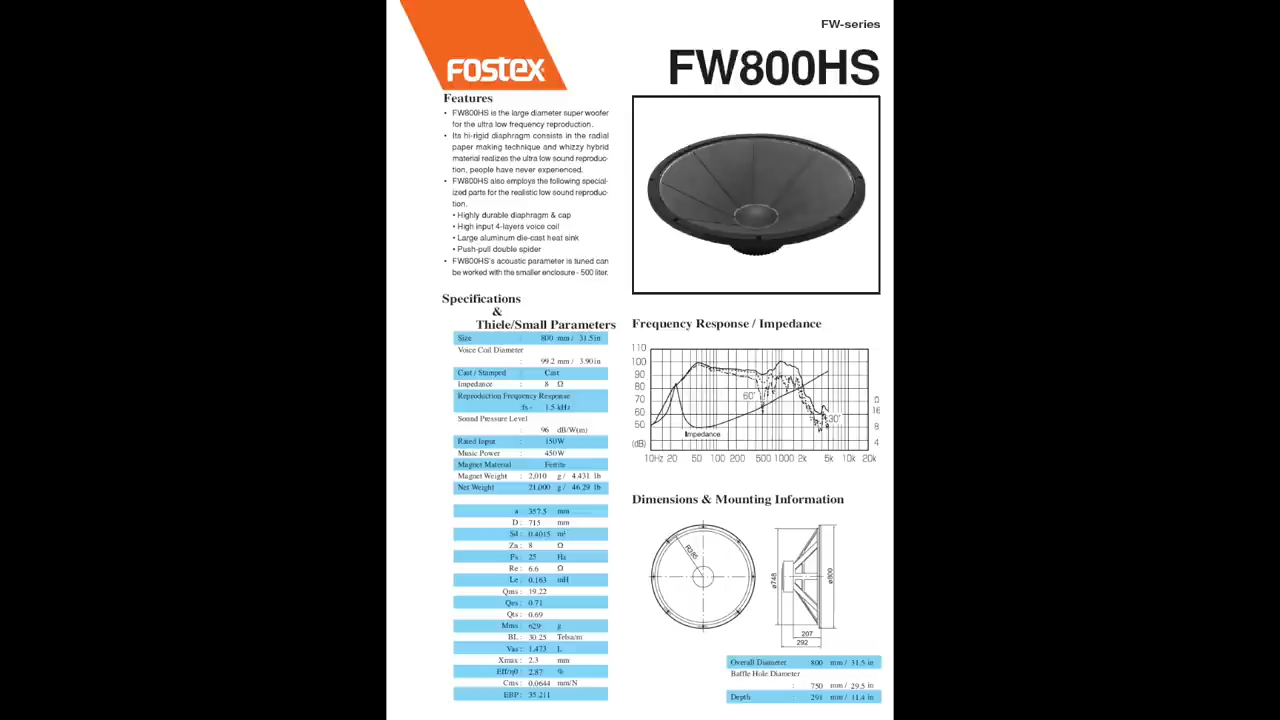 FOSTEX
FW-series
FW800HS
Features
• FW800HS is the large diameter super woofer
for the ultra low frequency reproduction.
• Its hi-rigid diaphragm consists in the radial
paper making technique and whizzy hybrid
material realizes the ultra low sound reproduc-
tion, people have never experienced.
• FW800HS also employs the following special-
ized parts for the realistic low sound reproduc-
tion.
• Highly durable diaphragm & cap
• High input 4-layers voice coil
• Large aluminum die-cast heat sink
• Push-pull double spider
• FW800HS's acoustic parameter is tuned can
be worked with the smaller enclosure - 500 liter.
Specifications
&
Thiele/Small Parameters
Size : 800 mm / 31.5in
Voice Coil Diameter
: 99.2 mm / 3.90in
Cast / Stamped : Cast
Impedance : 8 Ω
Reproduction Frequency Response
:fs - 1.5 kHz
Sound Pressure Level
: 96 dB/W(m)
Rated Input : 150W
Music Power : 450W
Magnet Material : Ferrite
Magnet Weight : 2,010 g / 4.431 lb
Net Weight : 21,000 g / 46.29 lb
a : 357.5 mm
D : 715 mm
Sd : 0.4015 m²
Zn : 8 Ω
Fs : 25 Hz
Re : 6.6 Ω
Le : 0.163 mH
Qms : 19.22
Qes : 0.71
Qts : 0.69
Mms : 629 g
BL : 30.25 Telsa/m
Vas : 1,473 L
Xmax : 2.3 mm
Eff/η0 : 2.87 %
Cms : 0.0644 mm/N
EBP : 35.211
Frequency Response / Impedance
110
100
90
80
70
60
50
(dB)
60°
30°
Impedance
Ω
16
8
4
10Hz 20 50 100 200 500 1000 2k 5k 10k 20k
Dimensions & Mounting Information
R385
ø748
ø800
207
292
Overall Diameter 800 mm / 31.5 in
Baffle Hole Diameter
: 750 mm / 29.5 in
Depth : 291 mm / 11.4 in